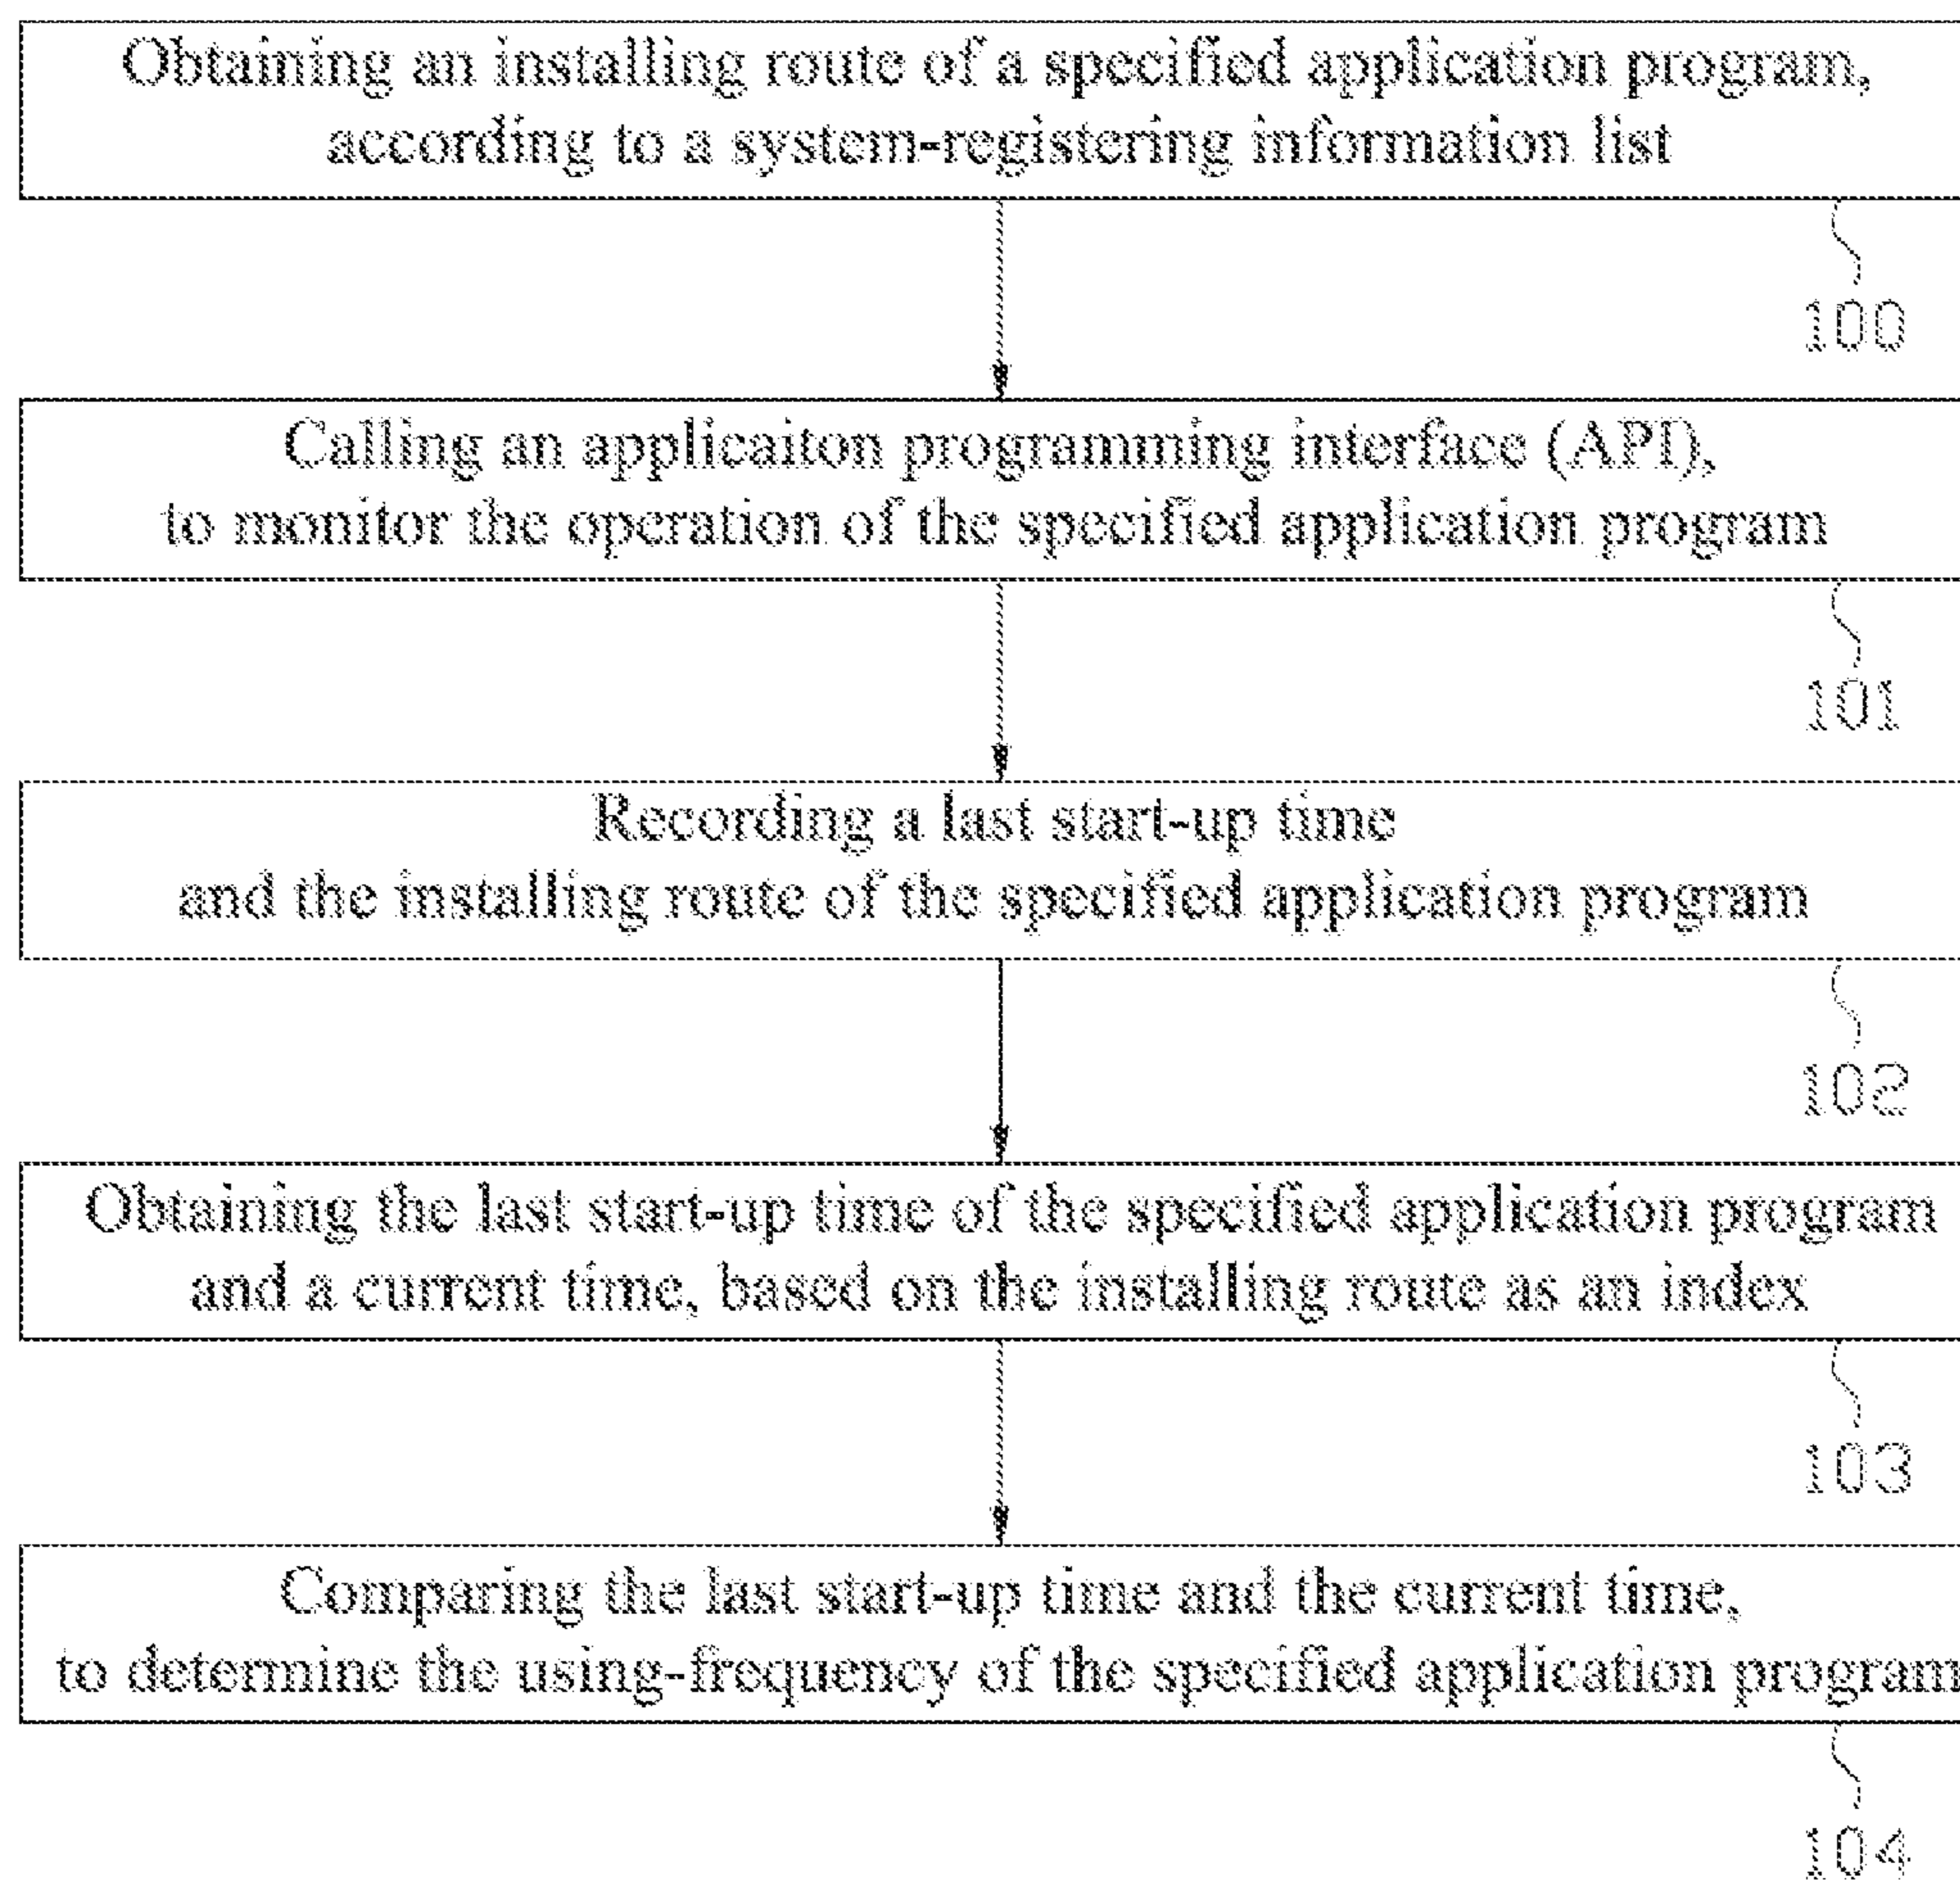 Obtaining an installing route of a specified application program,
according to a system-registering information list
100
Calling an applicaiton programming interface (API),
to monitor the operation of the specified application program
101
Recording a last start-up time
and the installing route of the specified application program
102
Obtaining the last start-up time of the specified application program
and a current time, based on the installing route as an index
103
Comparing the last start-up time and the current time,
to determine the using-frequency of the specified application program
104